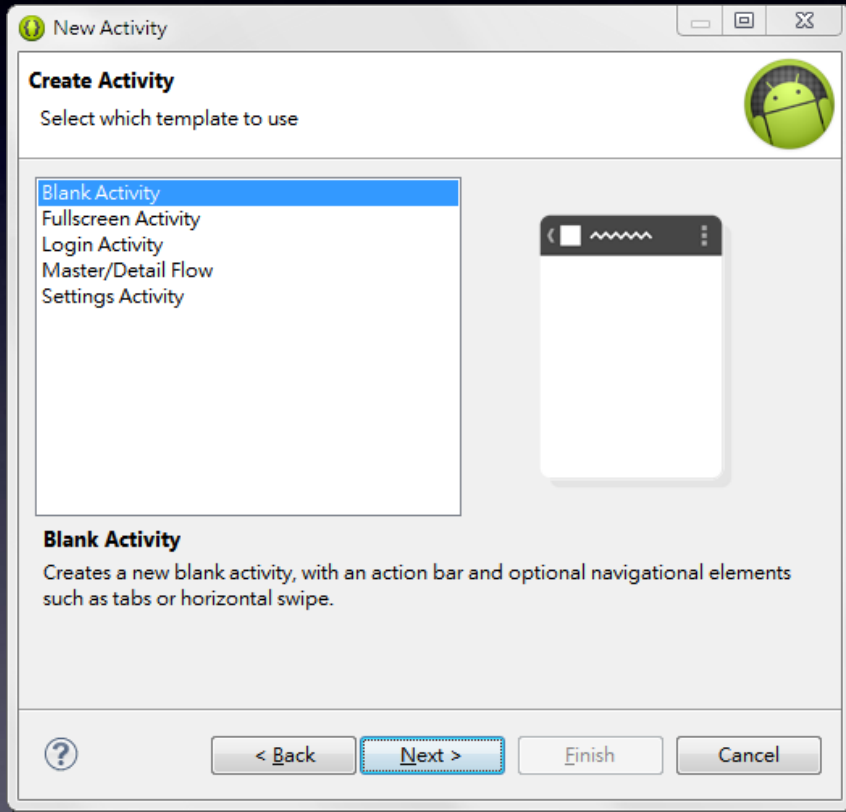 New Activity
Create Activity
Select which template to use
Blank Activity
Fullscreen Activity
Login Activity
Master/Detail Flow
Settings Activity
Blank Activity
Creates a new blank activity, with an action bar and optional navigational elements
such as tabs or horizontal swipe.
? < Back Next > Finish Cancel